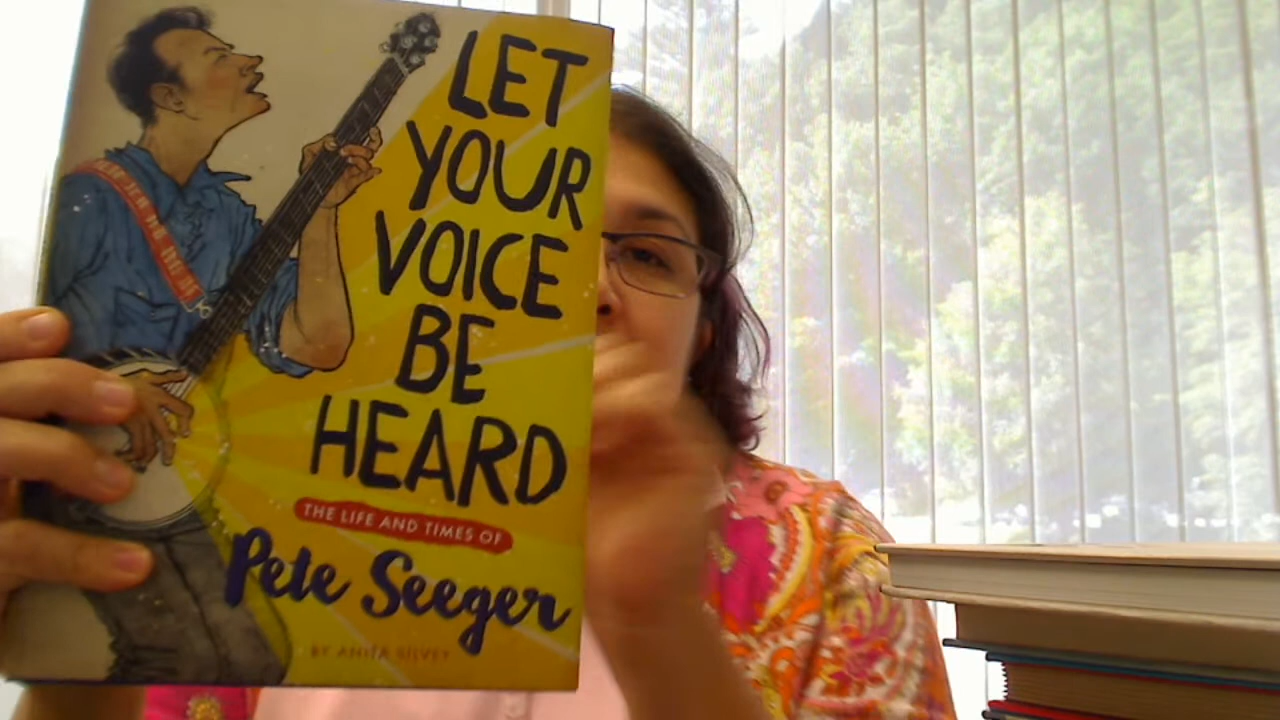 LET
YOUR
VOICE
BE
HEARD
THE LIFE AND TIMES OF
Pete Seeger
BY ANITA SILVEY